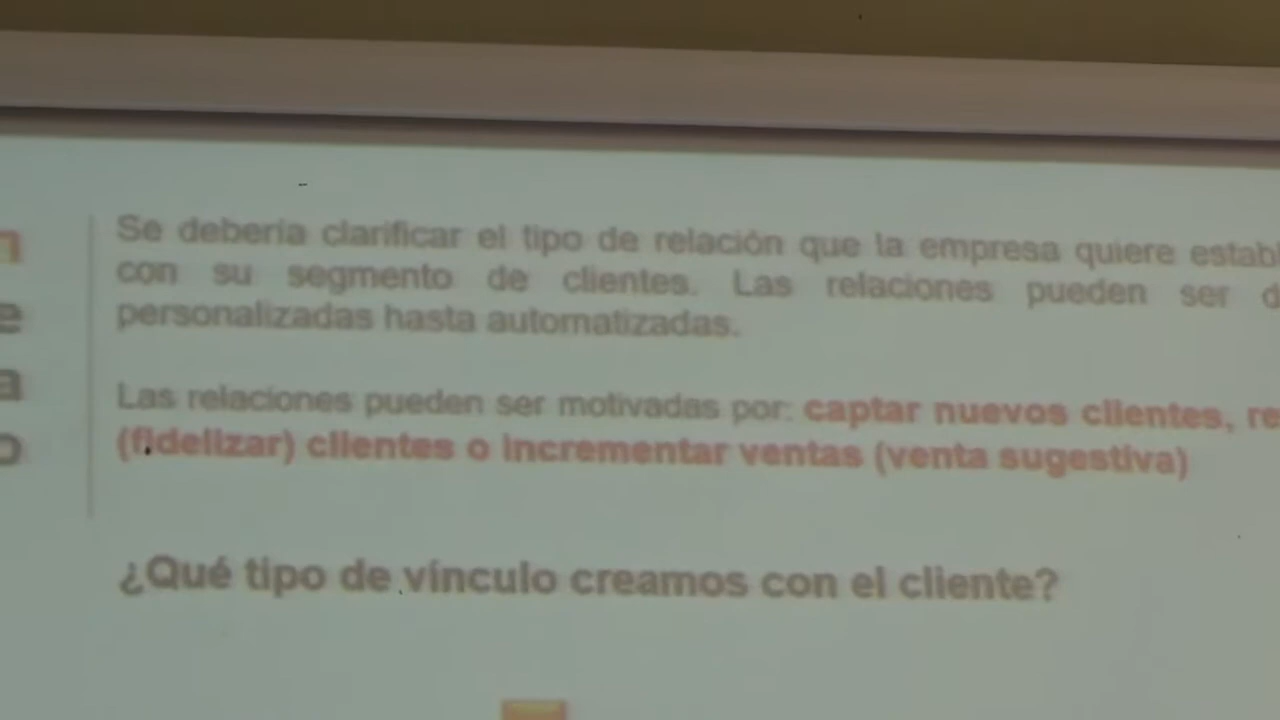 Se debería clarificar el tipo de relación que la empresa quiere estab
con su segmento de clientes. Las relaciones pueden ser d
personalizadas hasta automatizadas.
Las relaciones pueden ser motivadas por: captar nuevos clientes, re
(fidelizar) clientes o incrementar ventas (venta sugestiva)
¿Qué tipo de vínculo creamos con el cliente?